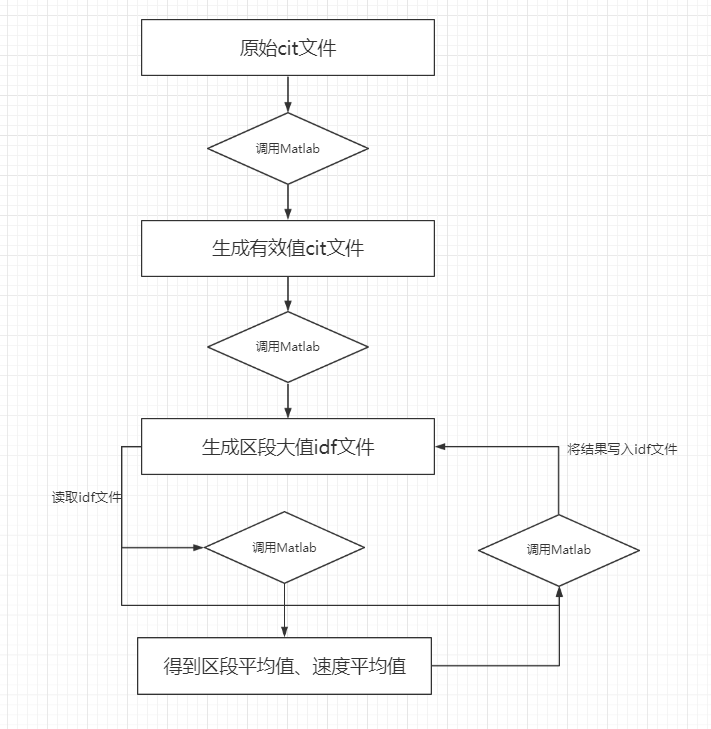 原始cit文件
调用Matlab
生成有效值cit文件
调用Matlab
生成区段大值idf文件
将结果写入idf文件
读取idf文件
调用Matlab
调用Matlab
得到区段平均值、速度平均值